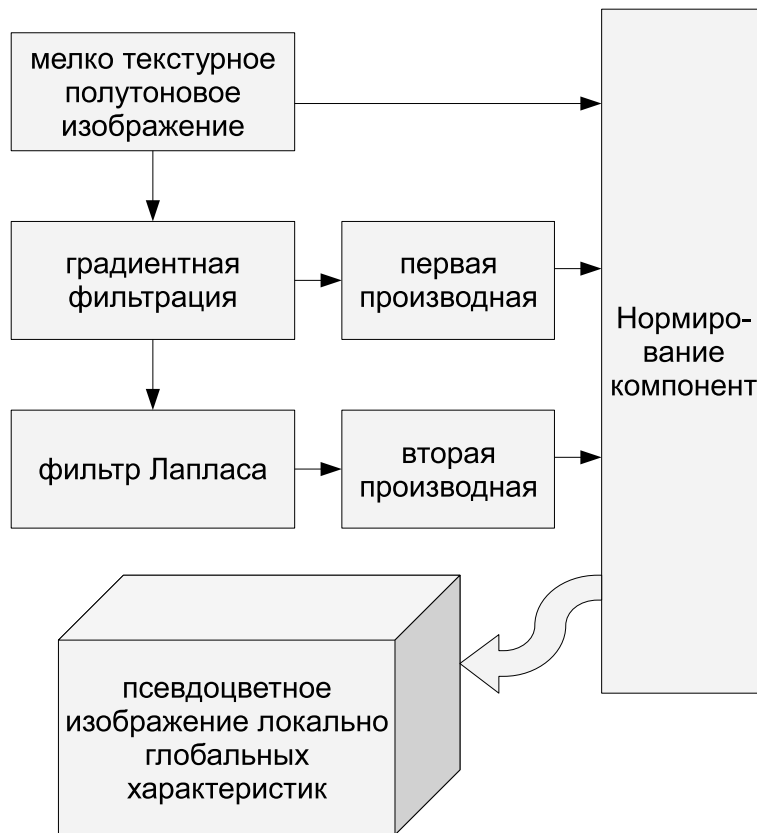 мелко текстурное
полутоновое
изображение
градиентная
фильтрация
первая
производная
Нормиро-
вание
компонент
фильтр Лапласа
вторая
производная
псевдоцветное
изображение локально
глобальных
характеристик